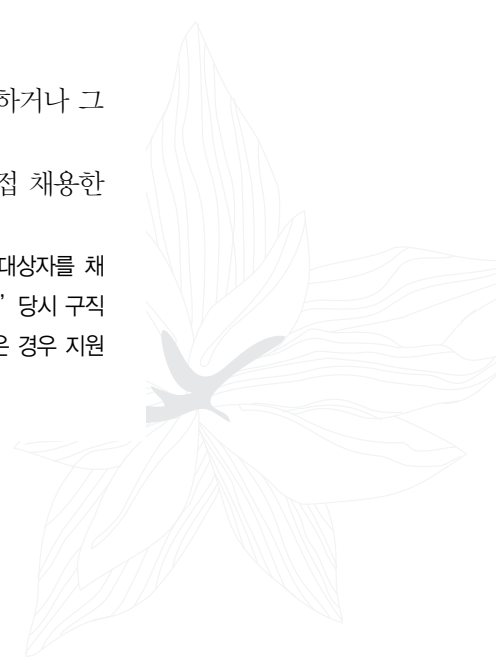 하거나 그
접 채용한
대상자를 채
’ 당시 구직
은 경우 지원